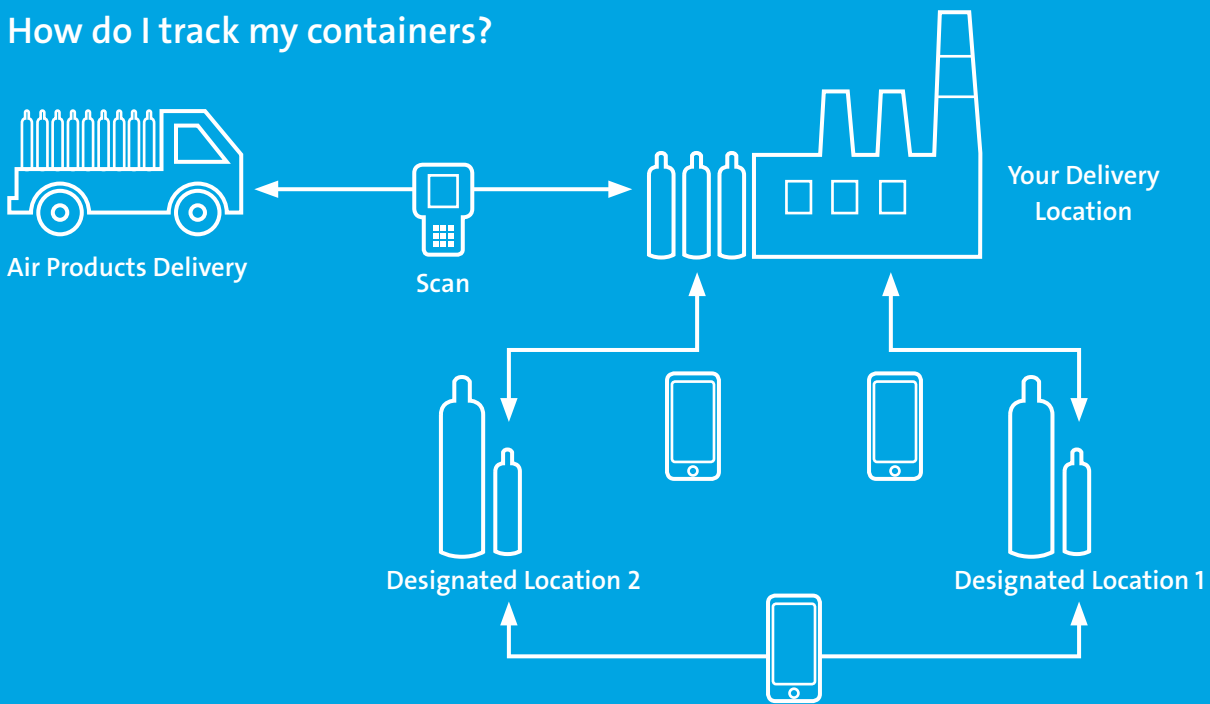 How do I track my containers?
Your Delivery
Location
Air Products Delivery
Scan
Designated Location 2
Designated Location 1